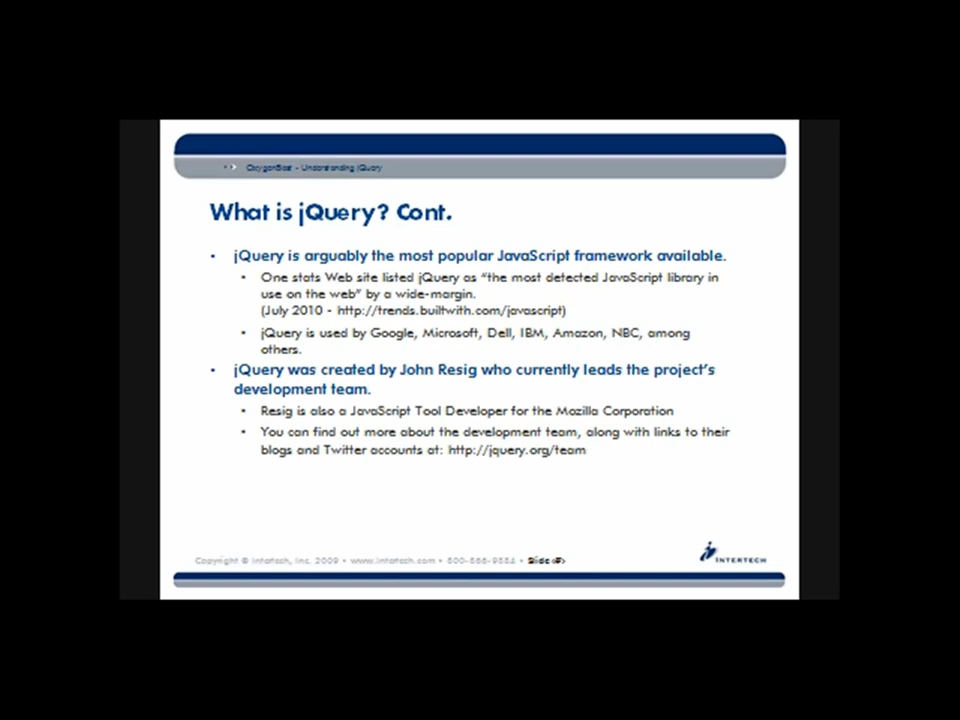 OxygenBlast - Understanding jQuery
What is jQuery? Cont.
• jQuery is arguably the most popular JavaScript framework available.
• One stats Web site listed jQuery as “the most detected JavaScript library in
use on the web” by a wide-margin.
(July 2010 - http://trends.builtwith.com/javascript)
• jQuery is used by Google, Microsoft, Dell, IBM, Amazon, NBC, among
others.
• jQuery was created by John Resig who currently leads the project’s
development team.
• Resig is also a JavaScript Tool Developer for the Mozilla Corporation
• You can find out more about the development team, along with links to their
blogs and Twitter accounts at: http://jquery.org/team
INTERTECH
Copyright © Intertech, Inc. 2009 • www.intertech.com • 800-866-9884 • Slide ‹#›